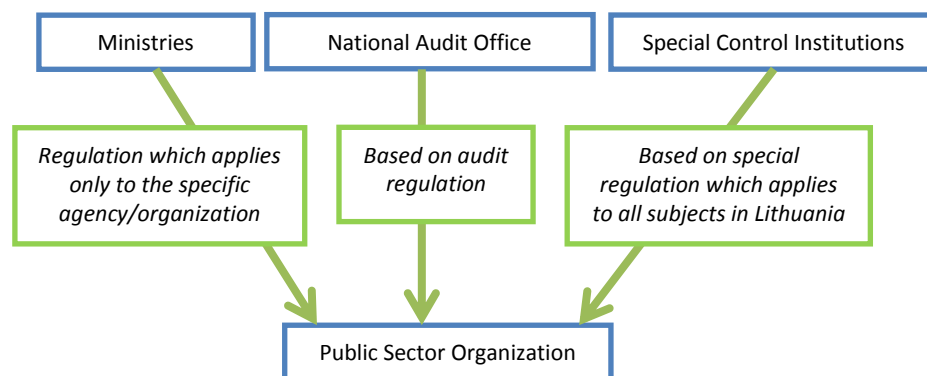 Ministries
National Audit Office
Special Control Institutions
Regulation which applies
only to the specific
agency/organization
Based on audit
regulation
Based on special
regulation which applies
to all subjects in Lithuania
Public Sector Organization